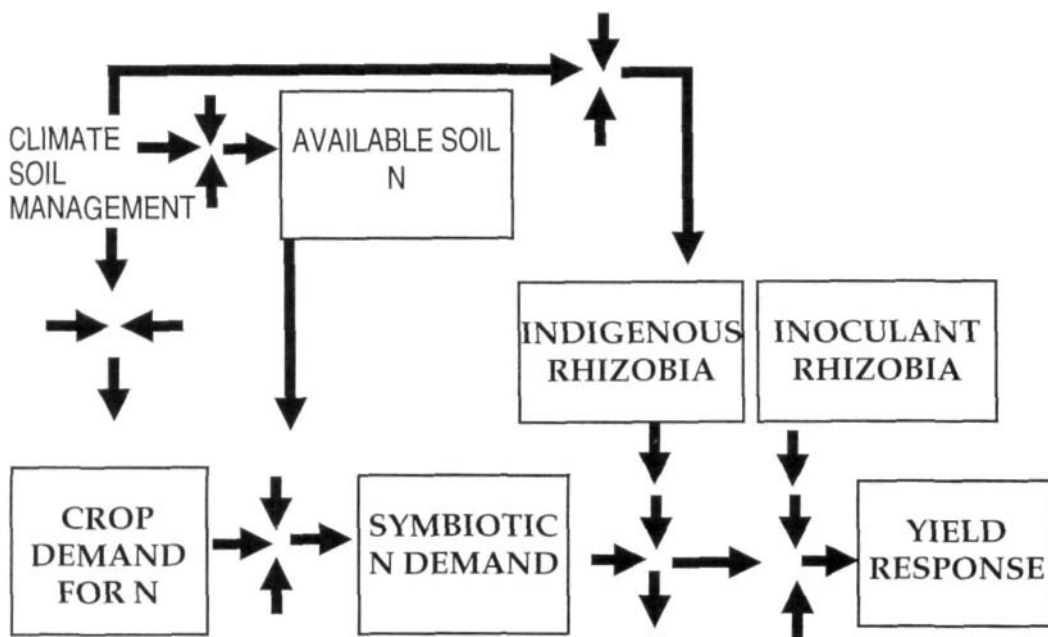 CLIMATE
SOIL
MANAGEMENT
AVAILABLE SOIL
N
INDIGENOUS
RHIZOBIA
INOCULANT
RHIZOBIA
CROP
DEMAND
FOR N
SYMBIOTIC
N DEMAND
YIELD
RESPONSE